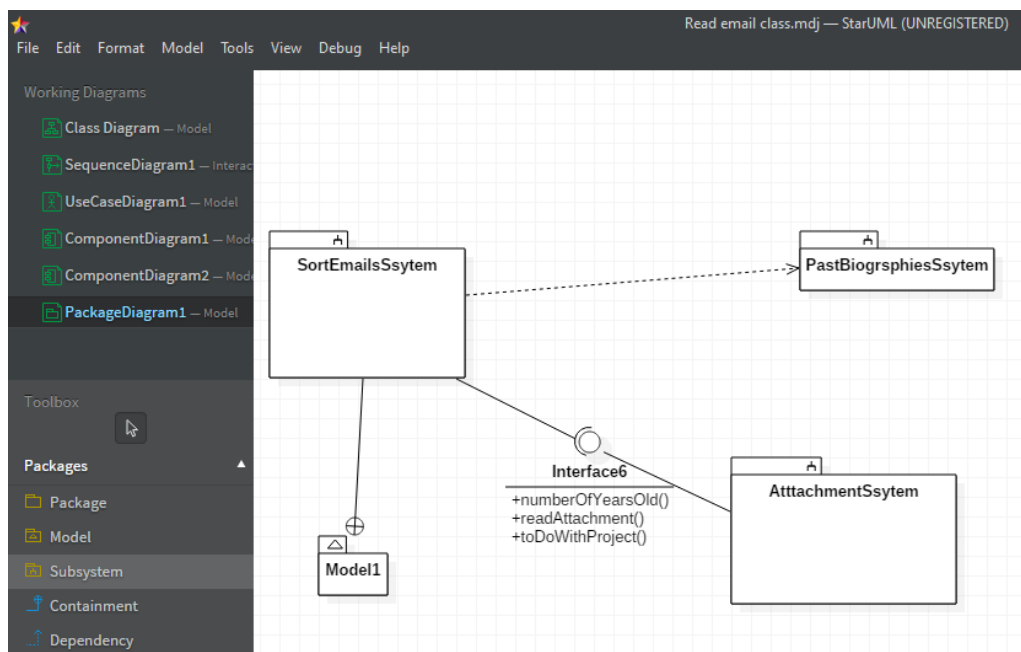 Read email class.mdj — StarUML (UNREGISTERED)
File Edit Format Model Tools View Debug Help
Working Diagrams
Class Diagram — Model
SequenceDiagram1 — Interac
UseCaseDiagram1 — Model
ComponentDiagram1 — Mode
ComponentDiagram2 — Mode
PackageDiagram1 — Model
Toolbox
Packages
Package
Model
Subsystem
Containment
Dependency
SortEmailsSsytem
PastBiogrsphiesSsytem
Interface6
+numberOfYearsOld()
+readAttachment()
+toDoWithProject()
AtttachmentSsytem
Model1